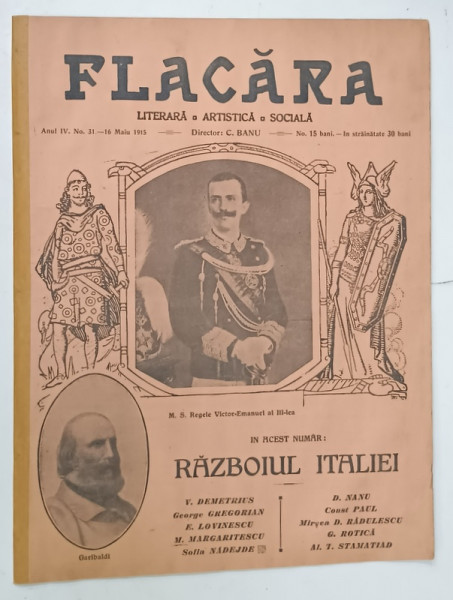 FLACĂRA
LITERARĂ ¤ ARTISTICĂ ¤ SOCIALĂ
Anul IV. No. 31 —16 Maiu 1915 Director: C. BANU No. 15 bani. —In străinătate 30 bani
M. S. Regele Victor-Emanuel al III-lea
IN ACEST NUMĂR:
RĂZBOIUL ITALIEI
V. DEMETRIUS
George GREGORIAN
E. LOVINESCU
M. MARGARITESCU
Sofia NĂDEJDE
D. NANU
Const PAUL
Mircea D. RĂDULESCU
G. ROTICĂ
Al. T. STAMATIAD
Garibaldi